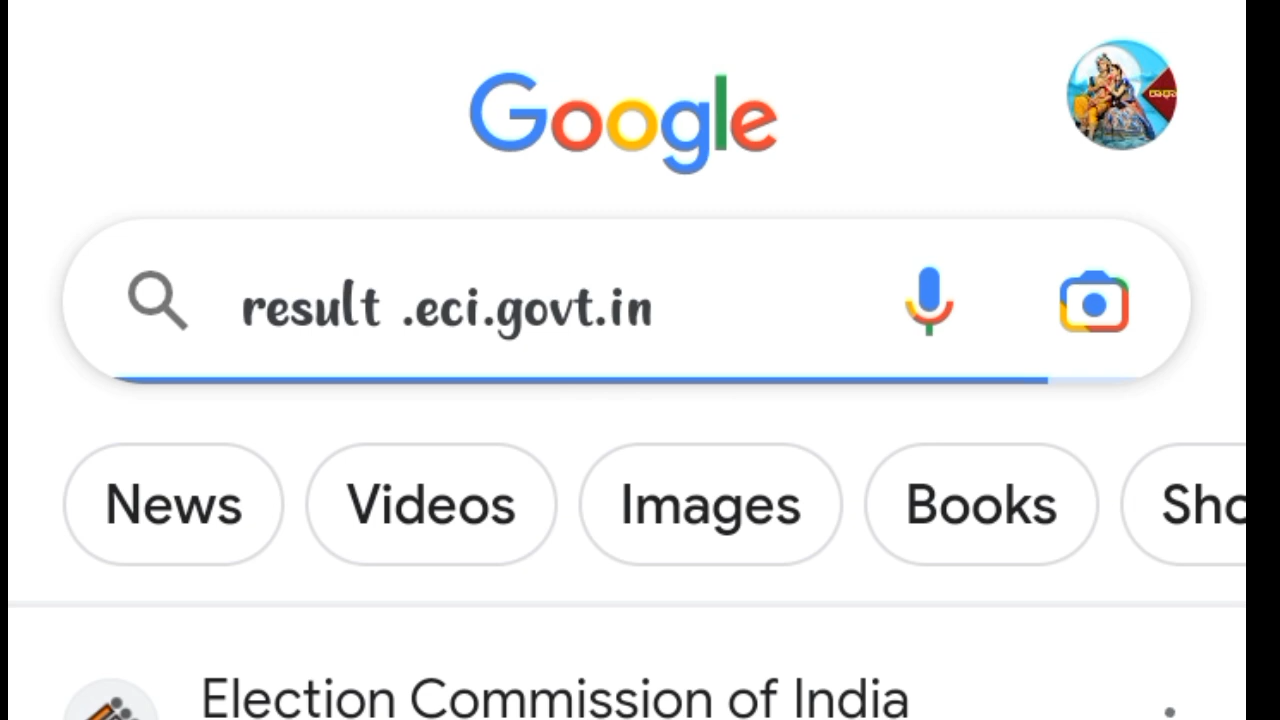 Google
ರಾಧಾ
result .eci.govt.in
News Videos Images Books Sho
Election Commission of India